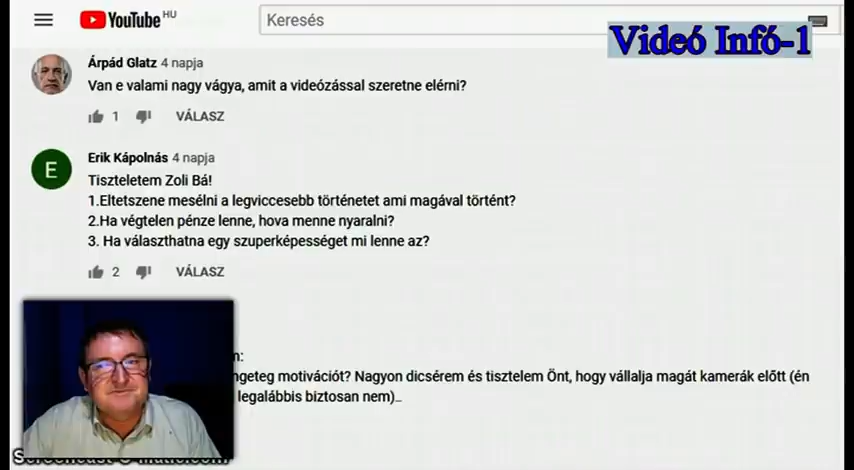 YouTube HU
Keresés
Videó Infó-1
Árpád Glatz 4 napja
Van e valami nagy vágya, amit a videózással szeretne elérni?
1 VÁLASZ
E
Erik Kápolnás 4 napja
Tiszteletem Zoli Bá!
1.Eltetszene mesélni a legviccesebb történetet ami magával történt?
2.Ha végtelen pénze lenne, hova menne nyaralni?
3. Ha választhatna egy szuperképességet mi lenne az?
2 VÁLASZ
motivációt? Nagyon dicsérem és tisztelem Önt, hogy vállalja magát kamerák előtt (én
legalábbis biztosan nem)...